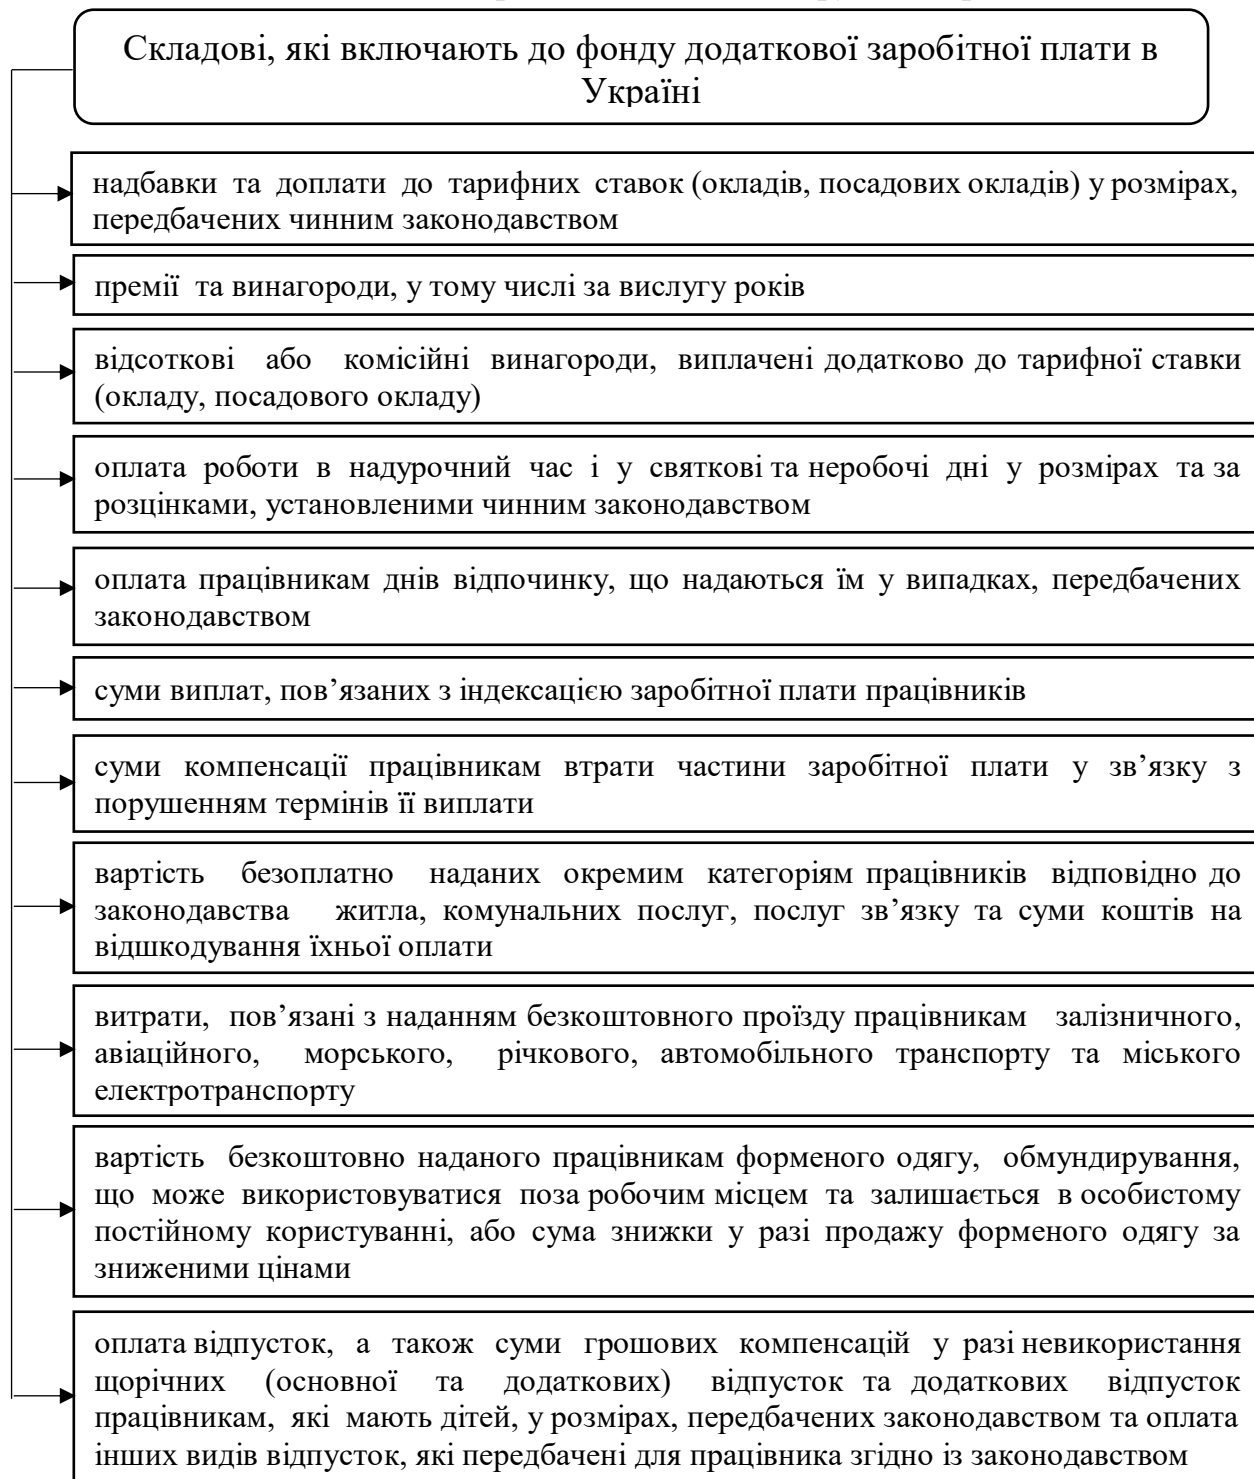 Складові, які включають до фонду додаткової заробітної плати в
Україні
надбавки та доплати до тарифних ставок (окладів, посадових окладів) у розмірах,
передбачених чинним законодавством
премії та винагороди, у тому числі за вислугу років
відсоткові або комісійні винагороди, виплачені додатково до тарифної ставки
(окладу, посадового окладу)
оплата роботи в надурочний час і у святкові та неробочі дні у розмірах та за
розцінками, установленими чинним законодавством
оплата працівникам днів відпочинку, що надаються їм у випадках, передбачених
законодавством
суми виплат, пов’язаних з індексацією заробітної плати працівників
суми компенсації працівникам втрати частини заробітної плати у зв’язку з
порушенням термінів її виплати
вартість безоплатно наданих окремим категоріям працівників відповідно до
законодавства житла, комунальних послуг, послуг зв’язку та суми коштів на
відшкодування їхньої оплати
витрати, пов’язані з наданням безкоштовного проїзду працівникам залізничного,
авіаційного, морського, річкового, автомобільного транспорту та міського
електротранспорту
вартість безкоштовно наданого працівникам форменого одягу, обмундирування,
що може використовуватися поза робочим місцем та залишається в особистому
постійному користуванні, або сума знижки у разі продажу форменого одягу за
зниженими цінами
оплата відпусток, а також суми грошових компенсацій у разі невикористання
щорічних (основної та додаткових) відпусток та додаткових відпусток
працівникам, які мають дітей, у розмірах, передбачених законодавством та оплата
інших видів відпусток, які передбачені для працівника згідно із законодавством